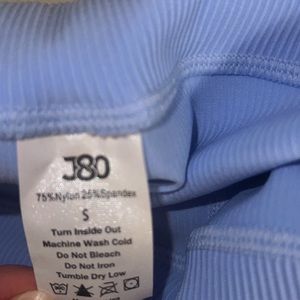 J80
75%Nylon 25%Spandex
S
Turn Inside Out
Machine Wash Cold
Do Not Bleach
Do Not Iron
Tumble Dry Low